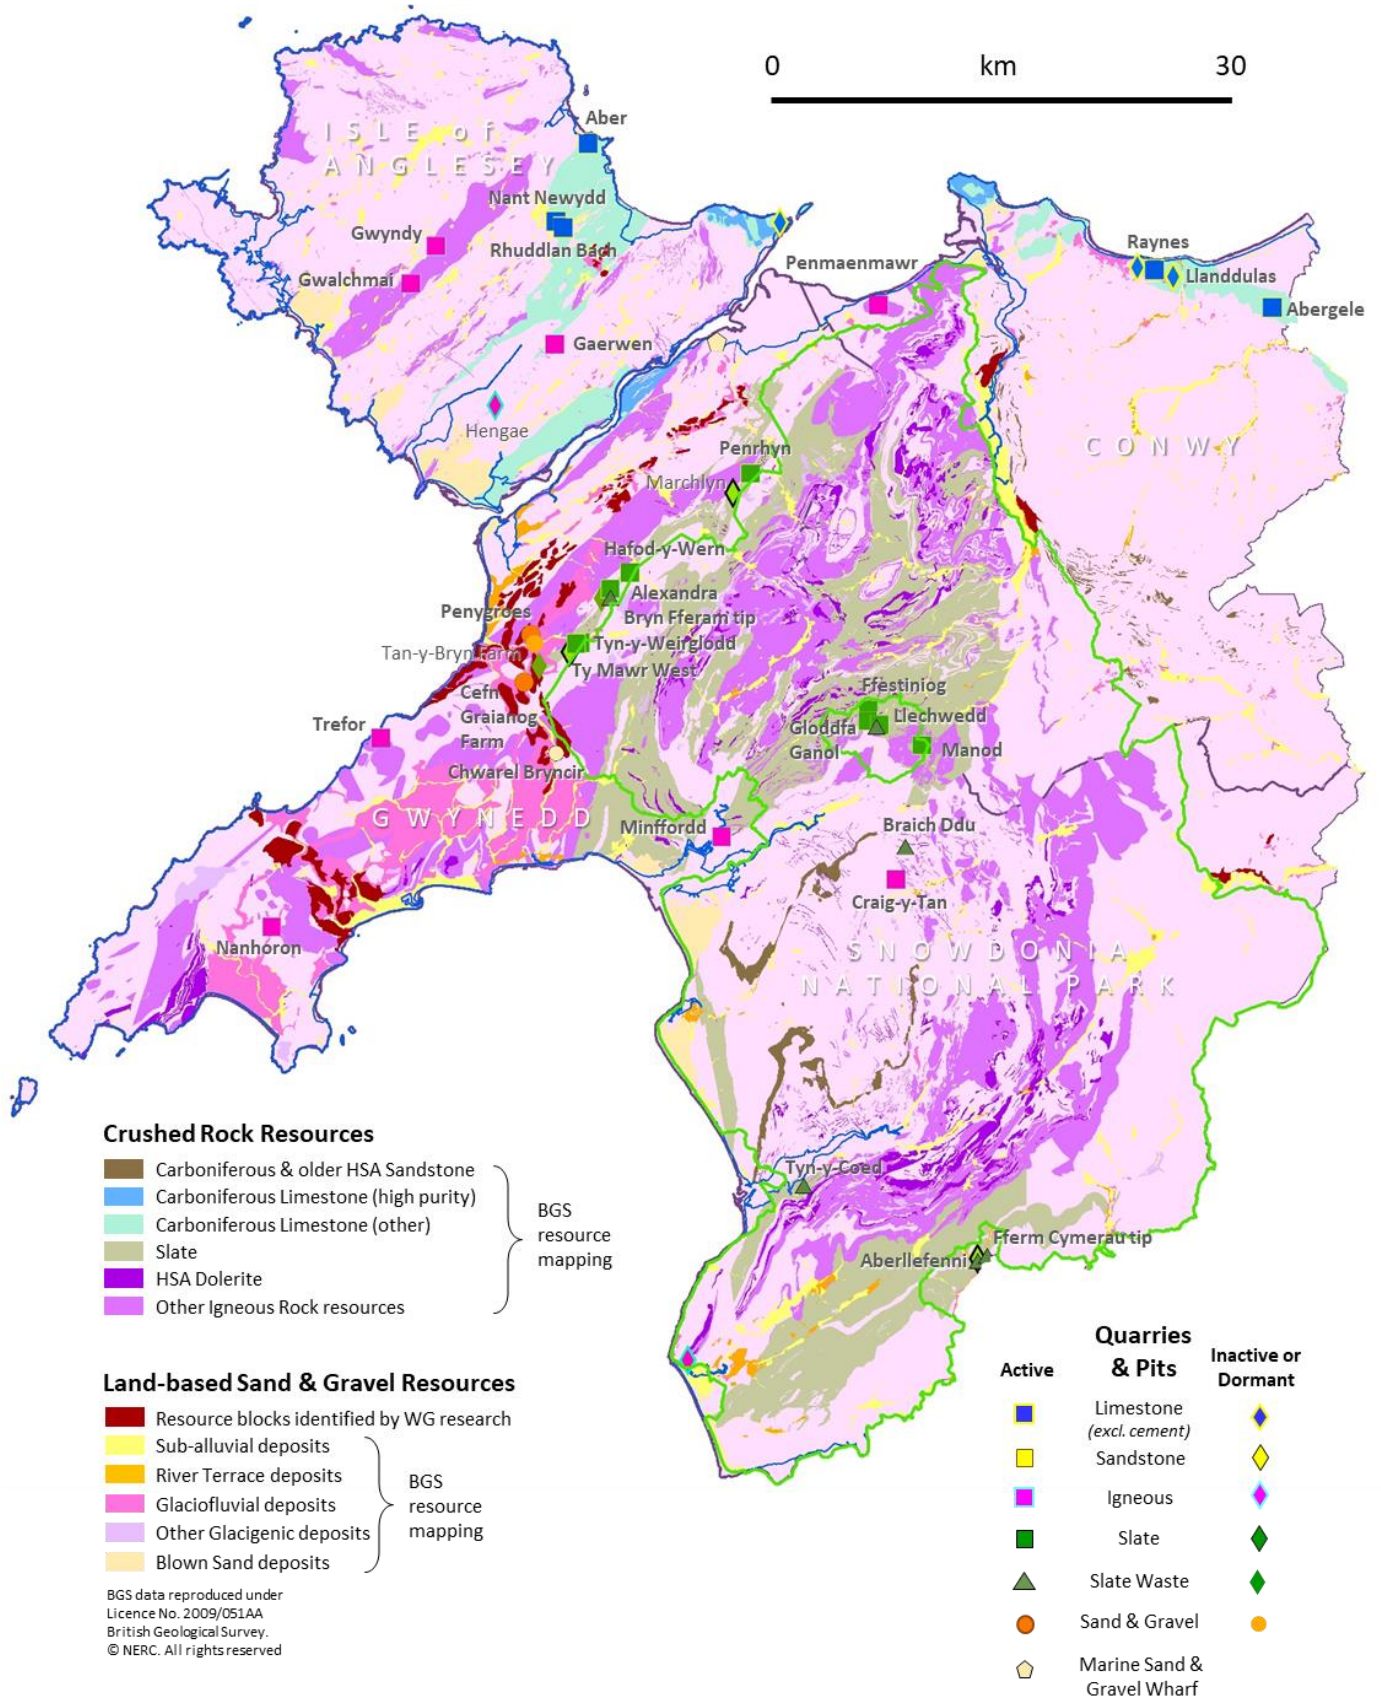 0 km 30
Aber
ISLE of
ANGLESEY
Nant Newydd
Gwyndy
Rhuddlan Bach
Gwalchmai
Raynes
Penmaenmawr
Llanddulas
Abergele
Gaerwen
Hengae
CONWY
Penrhyn
Marchlyn
Hafod-y-Wern
Alexandra
Penygroes
Bryn Fferam tip
Tyn-y-Weirglodd
Tan-y-Bryn Farm
Ty Mawr West
Cefn
Graianog
Farm
Ffestiniog
Llechwedd
Gloddfa
Ganol
Manod
Trefor
Chwarel Bryncir
GWYNEDD
Minffordd
Braich Ddu
Craig-y-Tan
Nanhoron
SNOWDONIA
NATIONAL PARK
Tyn-y-Coed
Fferm Cymerau tip
Aberllefenni
Crushed Rock Resources
Carboniferous & older HSA Sandstone
Carboniferous Limestone (high purity)
Carboniferous Limestone (other)
Slate
HSA Dolerite
Other Igneous Rock resources
BGS
resource
mapping
Land-based Sand & Gravel Resources
Resource blocks identified by WG research
Sub-alluvial deposits
River Terrace deposits
Glaciofluvial deposits
Other Glacigenic deposits
Blown Sand deposits
BGS
resource
mapping
BGS data reproduced under
Licence No. 2009/051AA
British Geological Survey.
© NERC. All rights reserved
Quarries
& Pits
Active
Inactive or
Dormant
Limestone
(excl. cement)
Sandstone
Igneous
Slate
Slate Waste
Sand & Gravel
Marine Sand &
Gravel Wharf